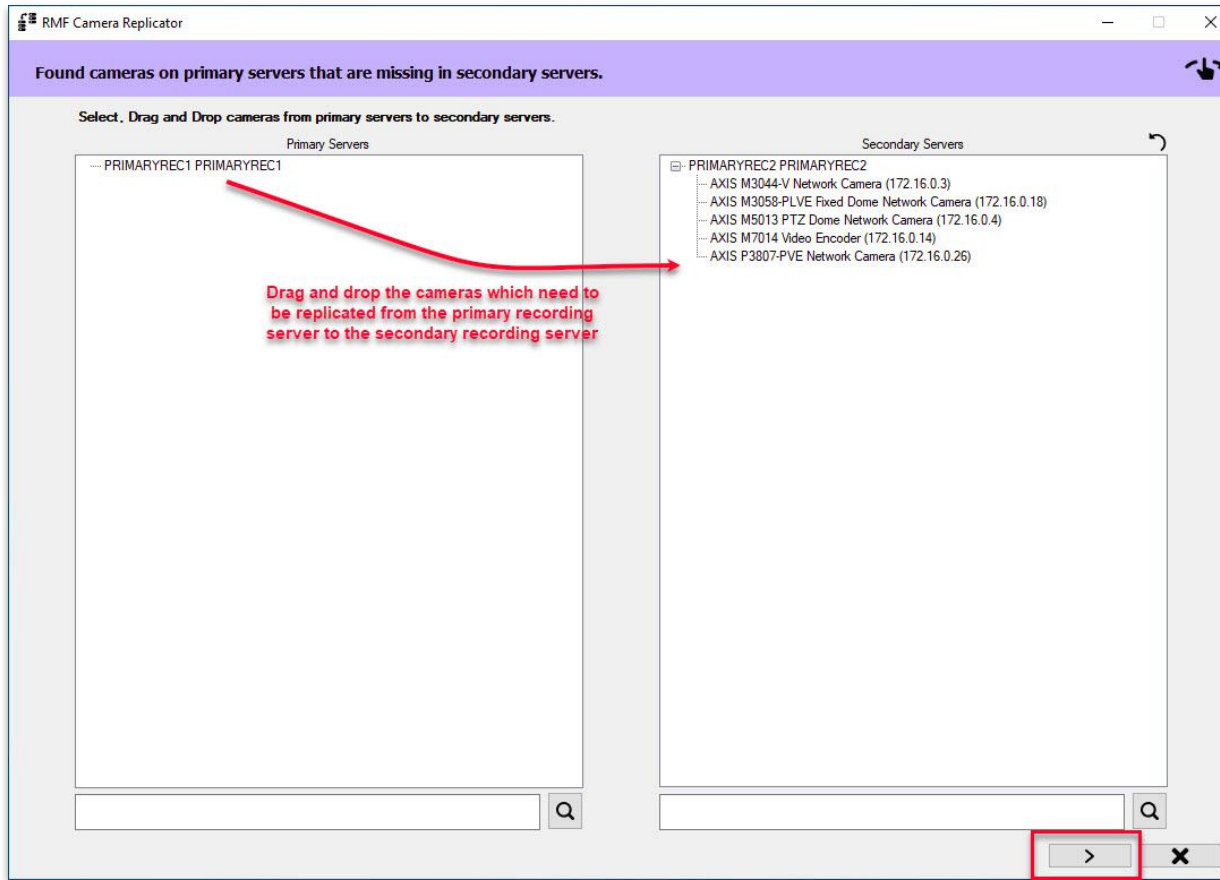 RMF Camera Replicator
Found cameras on primary servers that are missing in secondary servers.
Select, Drag and Drop cameras from primary servers to secondary servers.
Primary Servers
PRIMARYREC1 PRIMARYREC1
Drag and drop the cameras which need to
be replicated from the primary recording
server to the secondary recording server
Secondary Servers
PRIMARYREC2 PRIMARYREC2
AXIS M3044-V Network Camera (172.16.0.3)
AXIS M3058-PLVE Fixed Dome Network Camera (172.16.0.18)
AXIS M5013 PTZ Dome Network Camera (172.16.0.4)
AXIS M7014 Video Encoder (172.16.0.14)
AXIS P3807-PVE Network Camera (172.16.0.26)